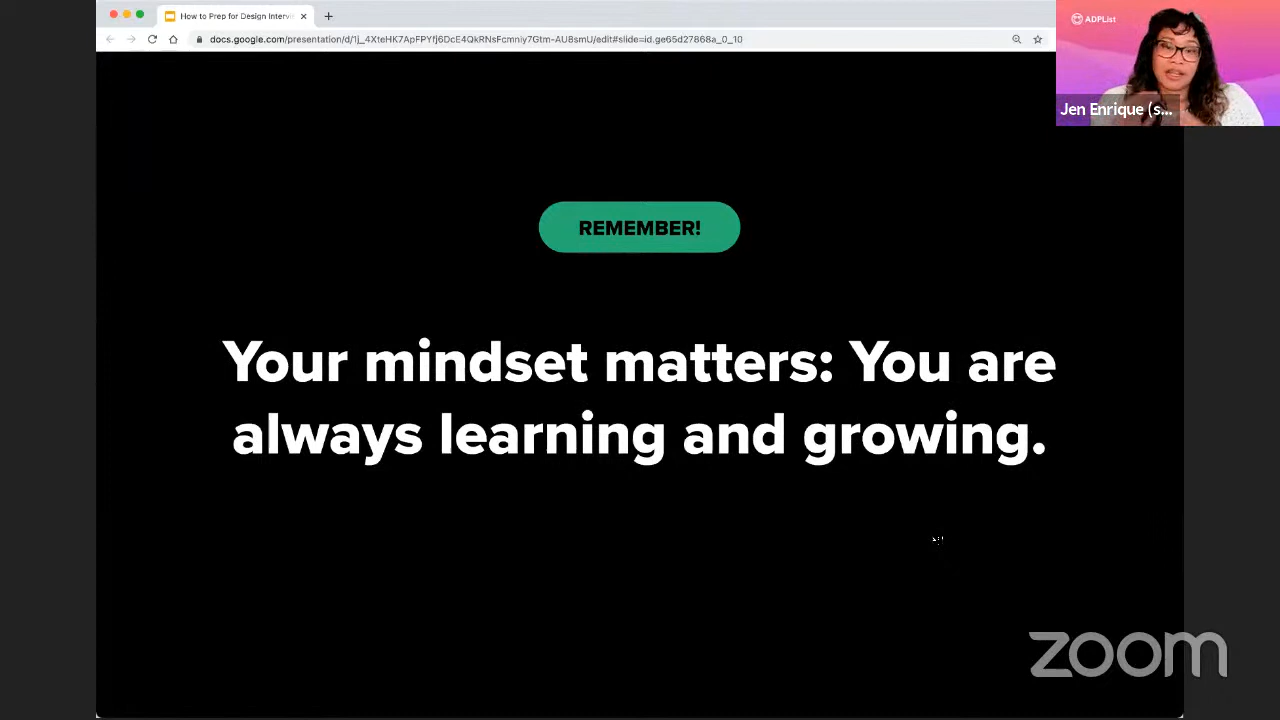 How to Prep for Design Intervi
docs.google.com/presentation/d/1j_4XteHK7ApFPYfj6DcE4QkRNsFcmniy7Gtm-AU8smU/edit#slide=id.ge65d27868a_0_10
ADPList
Jen Enrique (s...
REMEMBER!
Your mindset matters: You are
always learning and growing.
zoom